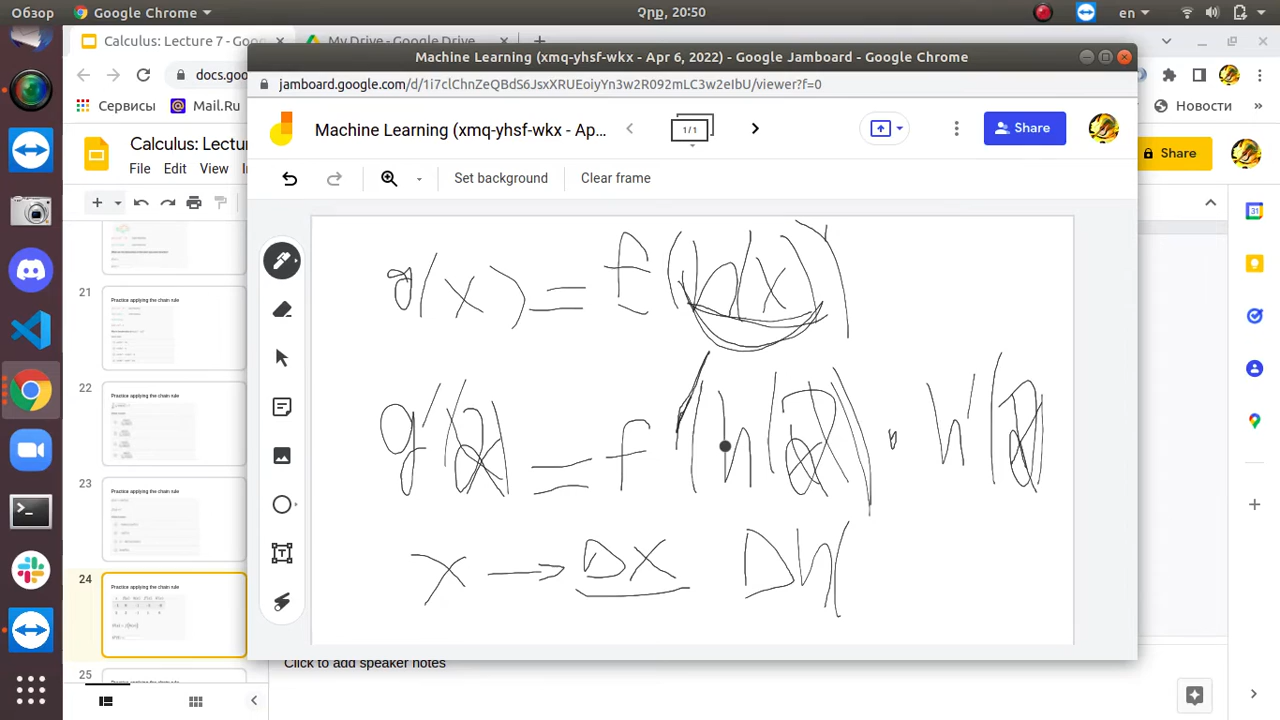 Обзор
Google Chrome
Չրք, 20:50
en
Calculus: Lecture 7 - Goo
My Drive - Google Drive
Machine Learning (xmq-yhsf-wkx - Apr 6, 2022) - Google Jamboard - Google Chrome
docs.goo
jamboard.google.com/d/1i7clChnZeQBdS6JsxXRUEoiyYn3w2R092mLC3w2eIbU/viewer?f=0
Сервисы
Mail.Ru
Новости
»
Calculus: Lectu
File Edit View
Machine Learning (xmq-yhsf-wkx - Ap...
1/1
Share
Share
Set background
Clear frame
g(x) = f(h(x))
g'(x) = f'(h(x)) · h'(x)
x → Δx Δh
21
Practice applying the chain rule
22
Practice applying the chain rule
23
Practice applying the chain rule
24
Practice applying the chain rule
25
Click to add speaker notes